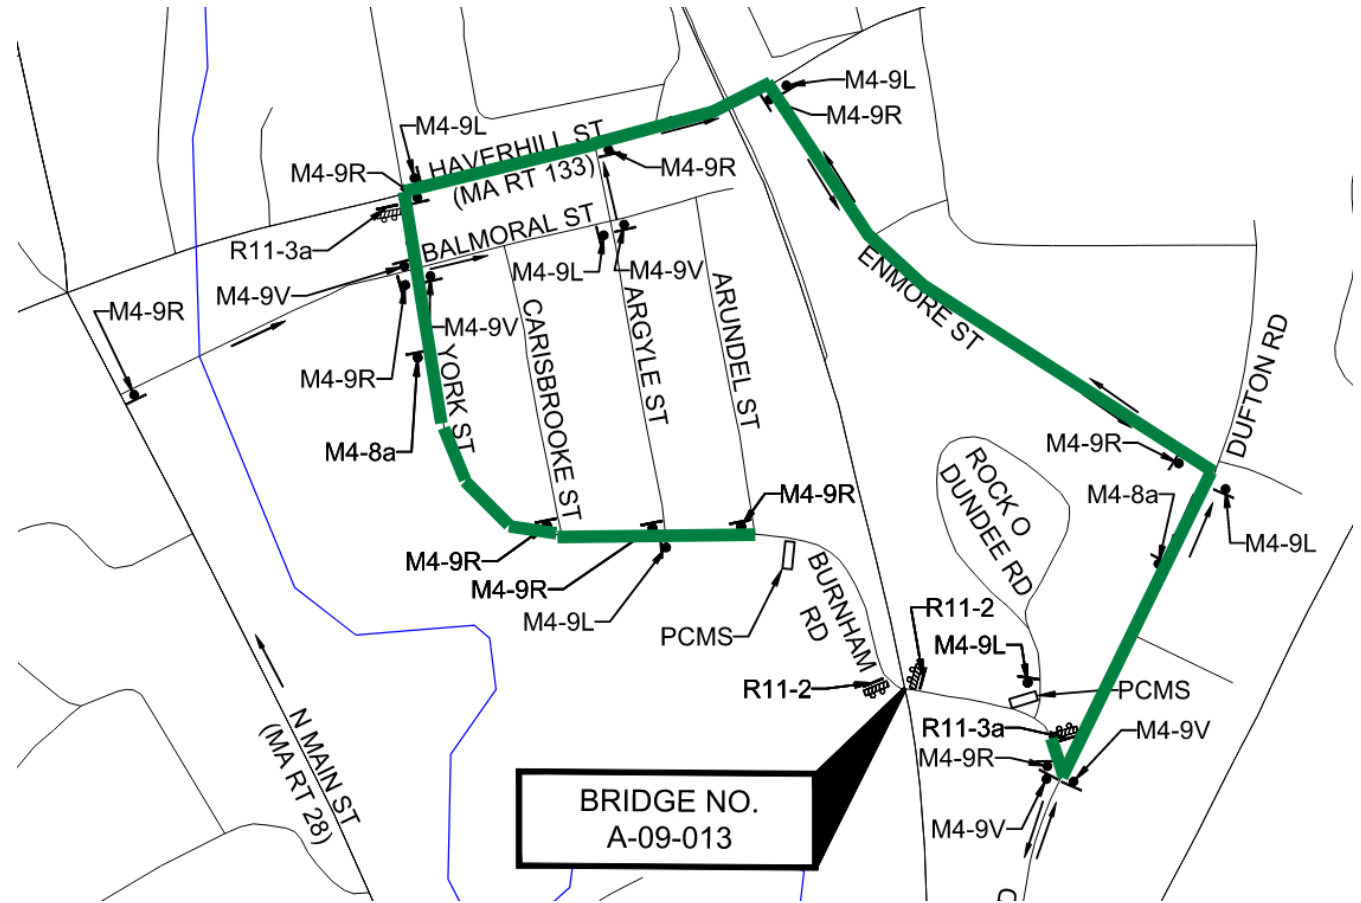 M4-9L
M4-9R
M4-9L
HAVERHILL ST
(MA RT 133)
M4-9R
M4-9R
R11-3a
BALMORAL ST
M4-9L
M4-9V
M4-9V
M4-9R
M4-9V
M4-9R
M4-8a
YORK ST
CARISBROOKE ST
ARGYLE ST
ARUNDEL ST
ENMORE ST
DUFTON RD
M4-9R
M4-8a
M4-9L
ROCK O
DUNDEE RD
M4-9R
M4-9R
M4-9R
M4-9L
PCMS
BURNHAM
RD
R11-2
M4-9L
R11-2
PCMS
R11-3a
M4-9V
M4-9R
M4-9V
N MAIN ST
(MA RT 28)
BRIDGE NO.
A-09-013